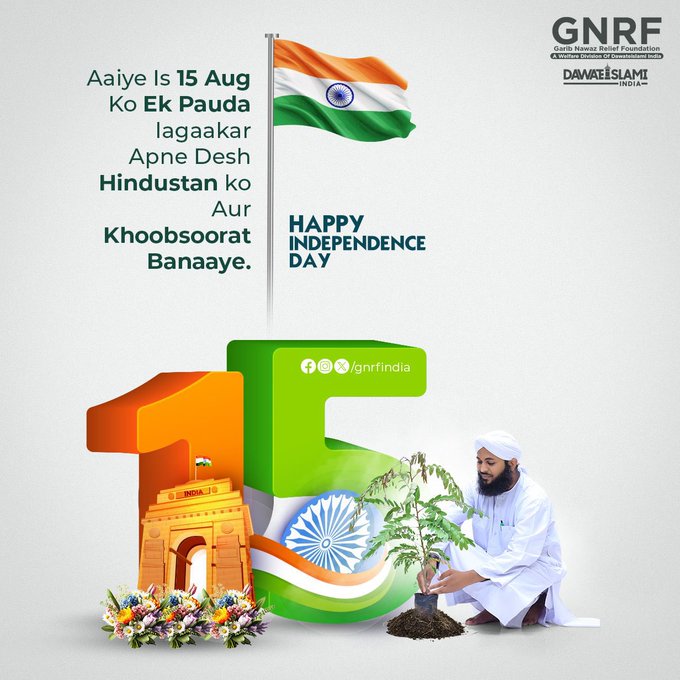 GNRF
Garib Nawaz Relief Foundation
A Welfare Division Of Dawateislami India
DAWATEISLAMI
INDIA
Aaiye Is 15 Aug
Ko Ek Pauda
lagaakar
Apne Desh
Hindustan ko
Aur
Khoobsoorat
Banaaye.
HAPPY
INDEPENDENCE
DAY
15
/gnrfindia
INDIA